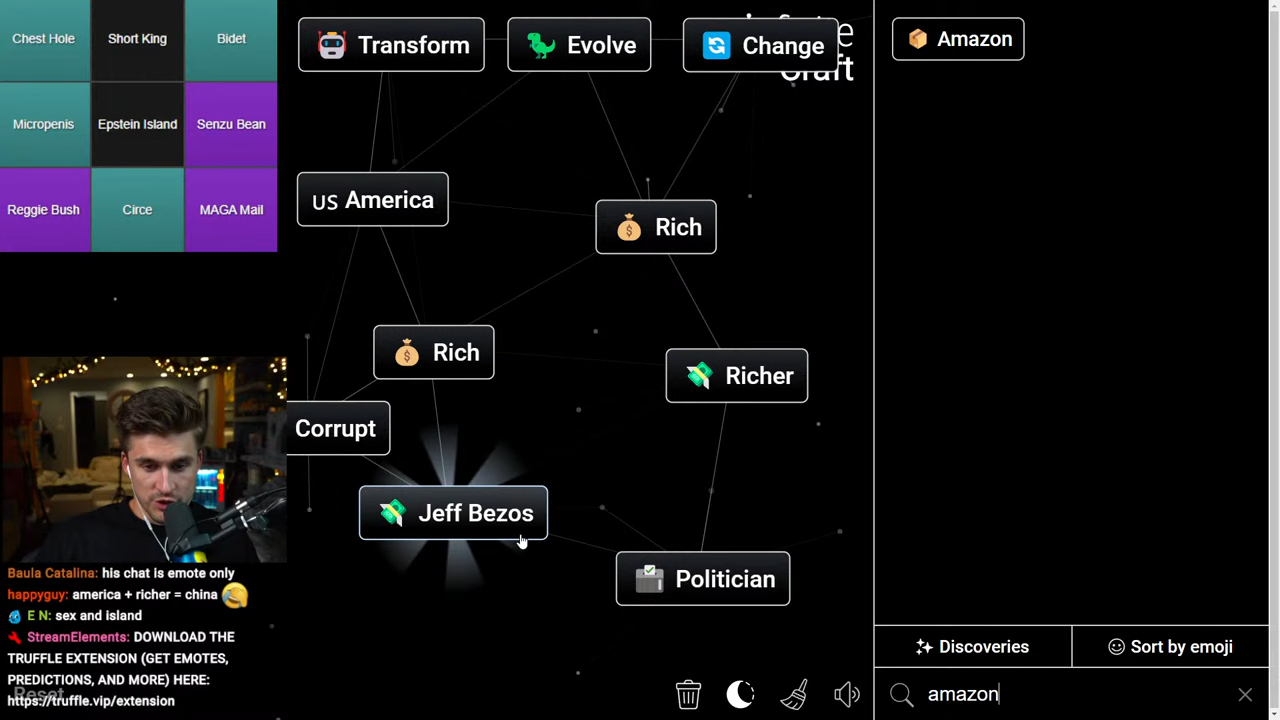 Chest Hole
Short King
Bidet
Micropenis
Epstein Island
Senzu Bean
Reggie Bush
Circe
MAGA Mail
Transform
Evolve
Change
Craft
US America
Rich
Rich
Richer
Corrupt
Jeff Bezos
Politician
Amazon
Discoveries
Sort by emoji
amazon
Baula Catalina: his chat is emote only
happyguy: america + richer = china
E N: sex and island
StreamElements: DOWNLOAD THE
TRUFFLE EXTENSION (GET EMOTES,
PREDICTIONS, AND MORE) HERE:
https://truffle.vip/extension
Reset